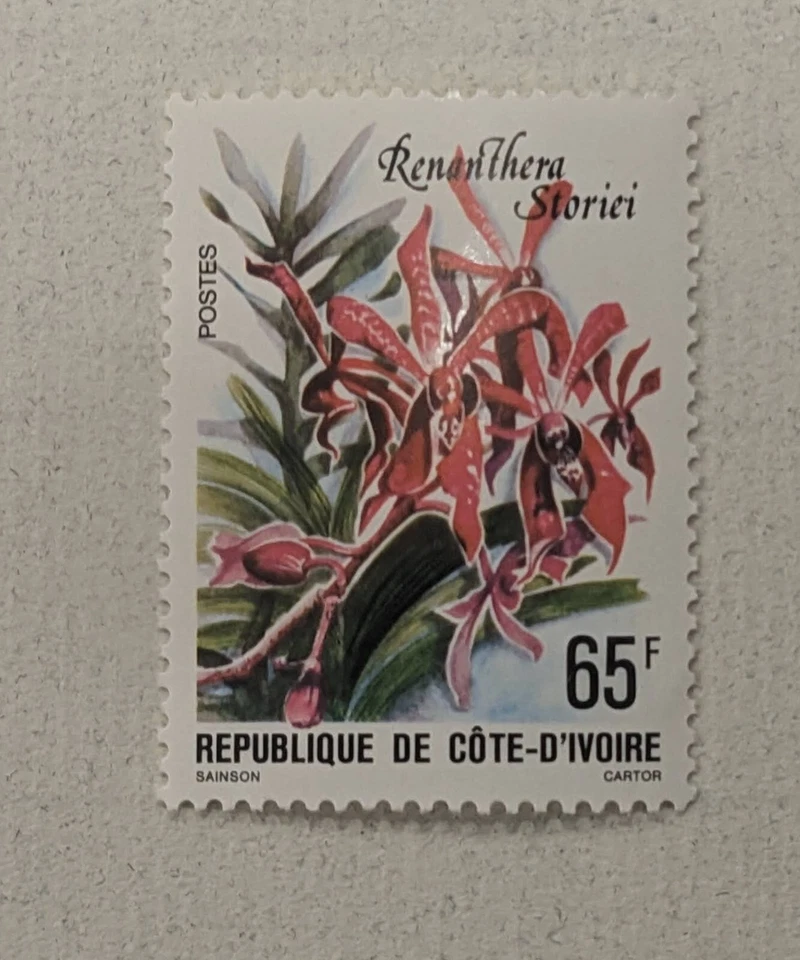 Renanthera
Storiei
POSTES
65F
REPUBLIQUE DE CÔTE-D'IVOIRE
SAINSON CARTOR